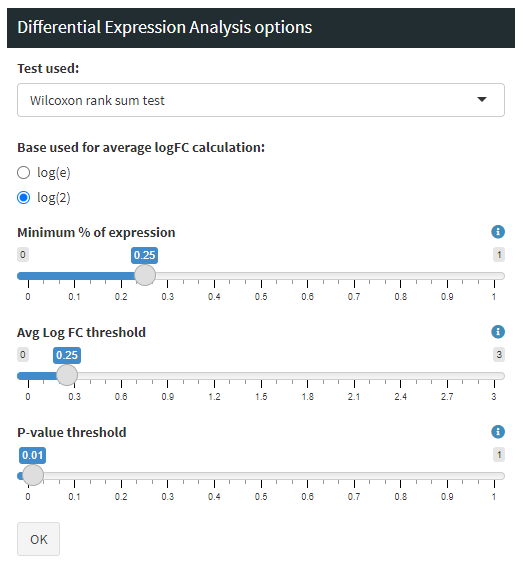 Differential Expression Analysis options
Test used:
Wilcoxon rank sum test
Base used for average logFC calculation:
log(e)
log(2)
Minimum % of expression
0 0.25 1
0 0.1 0.2 0.3 0.4 0.5 0.6 0.7 0.8 0.9 1
Avg Log FC threshold
0 0.25 3
0 0.3 0.6 0.9 1.2 1.5 1.8 2.1 2.4 2.7 3
P-value threshold
0.01 1
0 0.1 0.2 0.3 0.4 0.5 0.6 0.7 0.8 0.9 1
OK